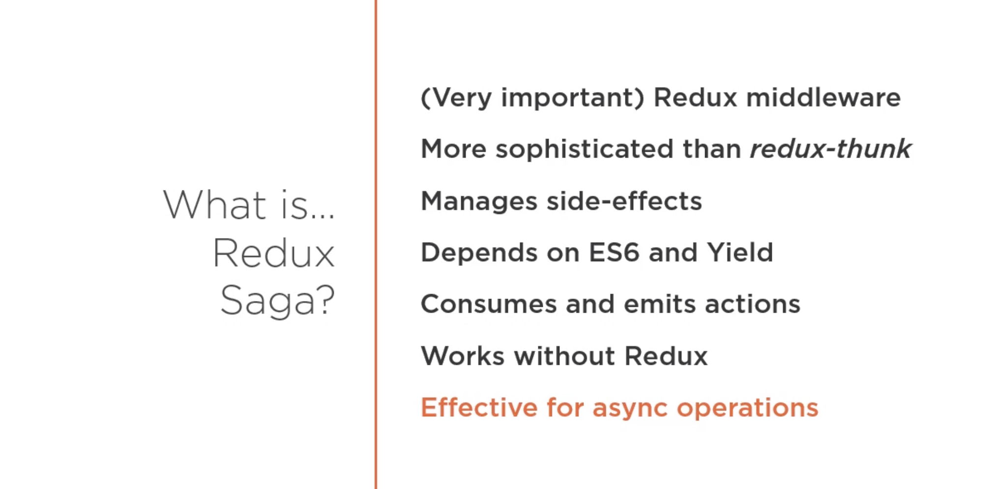 What is...
Redux
Saga?
(Very important) Redux middleware
More sophisticated than redux-thunk
Manages side-effects
Depends on ES6 and Yield
Consumes and emits actions
Works without Redux
Effective for async operations